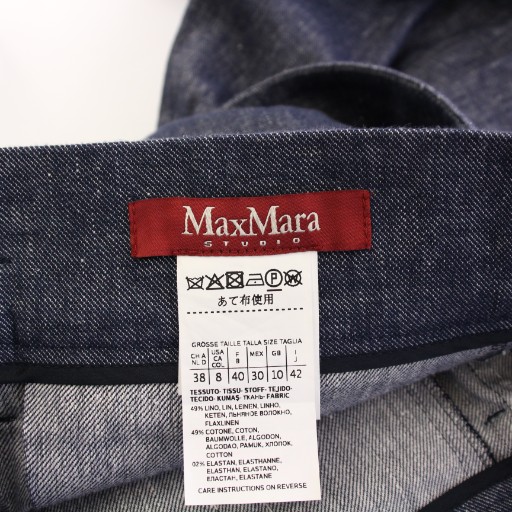 MaxMara
STUDIO
あて布使用
GRÖSSE TAILLE TALLA SIZE TAGLIA
CH A N D USA CA COL F B MEX GB I J
38 8 40 30 10 42
TESSUTO- TISSU- STOFF- TEJIDO-
TECIDO- KUMAŞ- ТКАНЬ- FABRIC
49% LINO, LIN, LEINEN, LINHO,
KETEN, ЛЬНЯНОЕ ВОЛОКНО,
FLAXLINEN
49% COTONE, COTON,
BAUMWOLLE, ALGODON,
ALGODAO, PAMUK, ХЛОПОК,
COTTON
02% ELASTAN, ELASTHANNE,
ELASTHAN, ELASTANO,
ЕЛАСТАН, ELASTANE
CARE INSTRUCTIONS ON REVERSE